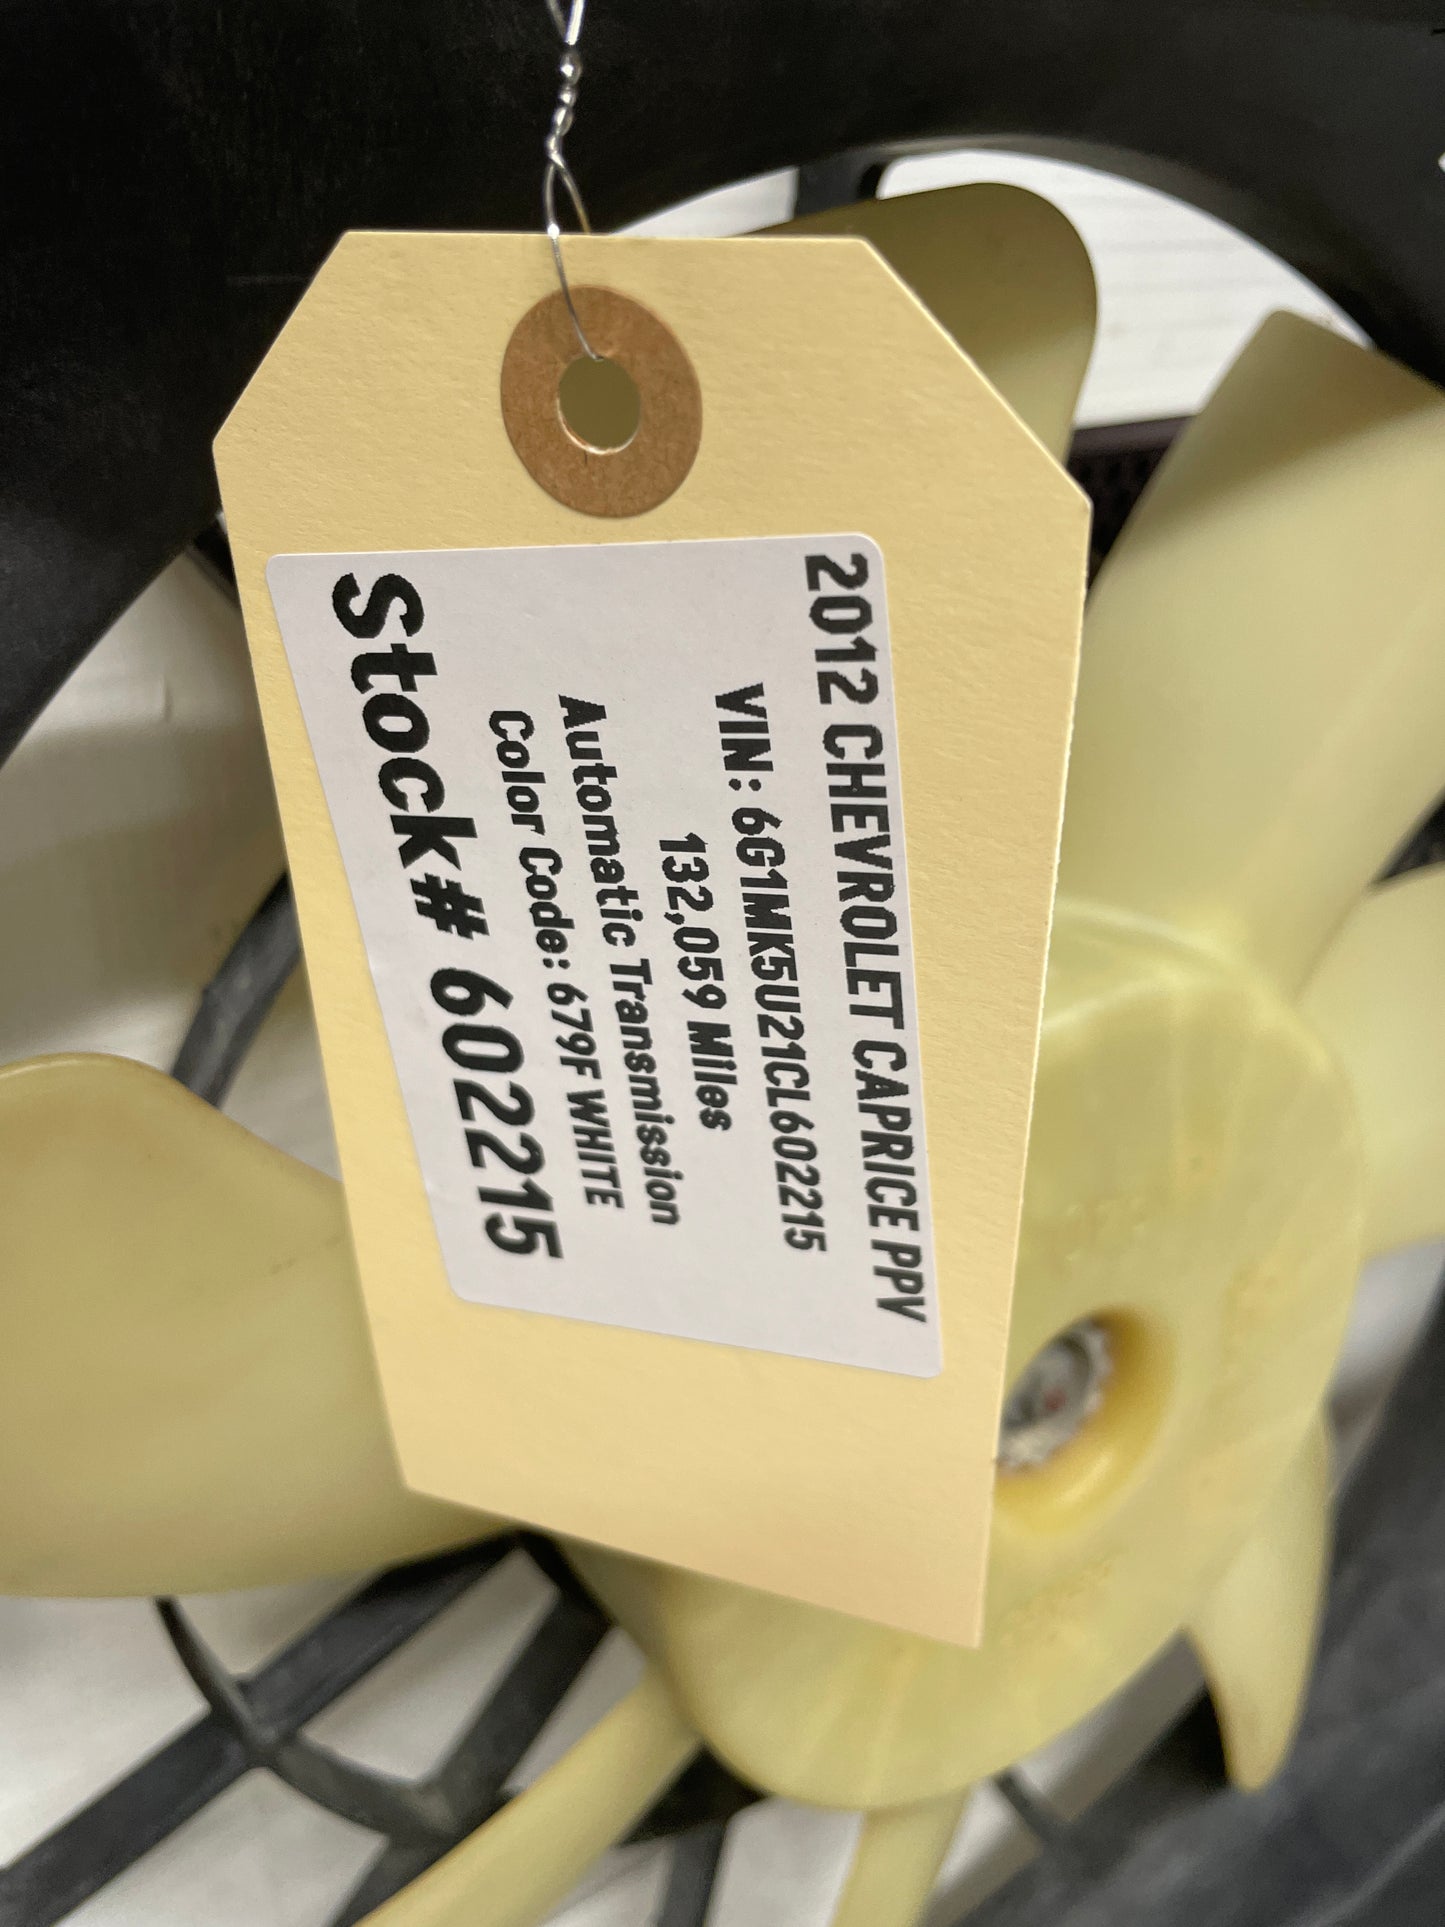 2012 CHEVROLET CAPRICE PPV
VIN: 6G1MK5U21CL602215
132,059 Miles
Automatic Transmission
Color Code: 679F WHITE
Stock# 602215